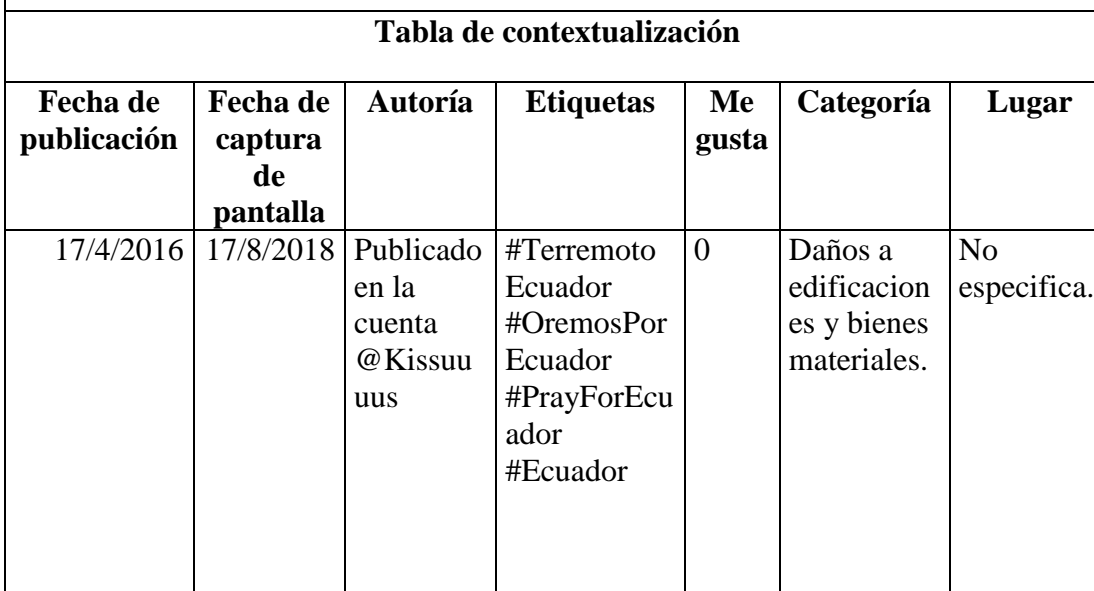 Tabla de contextualización
Fecha de publicación
Fecha de captura de pantalla
Autoría
Etiquetas
Me gusta
Categoría
Lugar
17/4/2016
17/8/2018
Publicado
en la
cuenta
@Kissuu
uus
#Terremoto
Ecuador
#OremosPor
Ecuador
#PrayForEcu
ador
#Ecuador
0
Daños a
edificacion
es y bienes
materiales.
No
especifica.